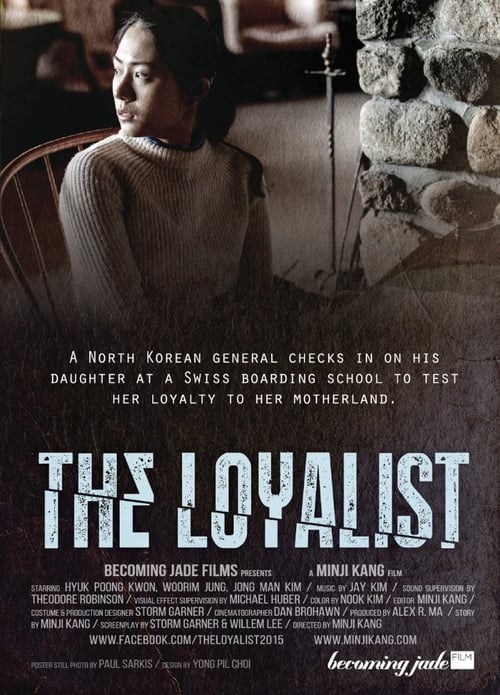 A North Korean general checks in on his
daughter at a Swiss boarding school to test
her loyalty to her motherland.
THE LOYALIST
BECOMING JADE FILMS PRESENTS A MINJI KANG FILM
STARRING HYUK POONG KWON, WOORIM JUNG, JONG MAN KIM / MUSIC BY JAY KIM / SOUND SUPERVISION BY
THEODORE ROBINSON / VISUAL EFFECT SUPERVISION BY MICHAEL HUBER / COLOR BY NOOK KIM / EDITOR MINJI KANG /
COSTUME & PRODUCTION DESIGNER STORM GARNER / CINEMATOGRAPHER DAN BROHAWN / PRODUCED BY ALEX R. MA / STORY
BY MINJI KANG / SCREENPLAY BY STORM GARNER & WILLEM LEE / DIRECTED BY MINJI KANG
WWW.FACEBOOK.COM/THELOYALIST2015 WWW.MINJIKANG.COM
POSTER STILL PHOTO BY PAUL SARKIS / DESIGN BY YONG PIL CHOI
becoming jade FILM